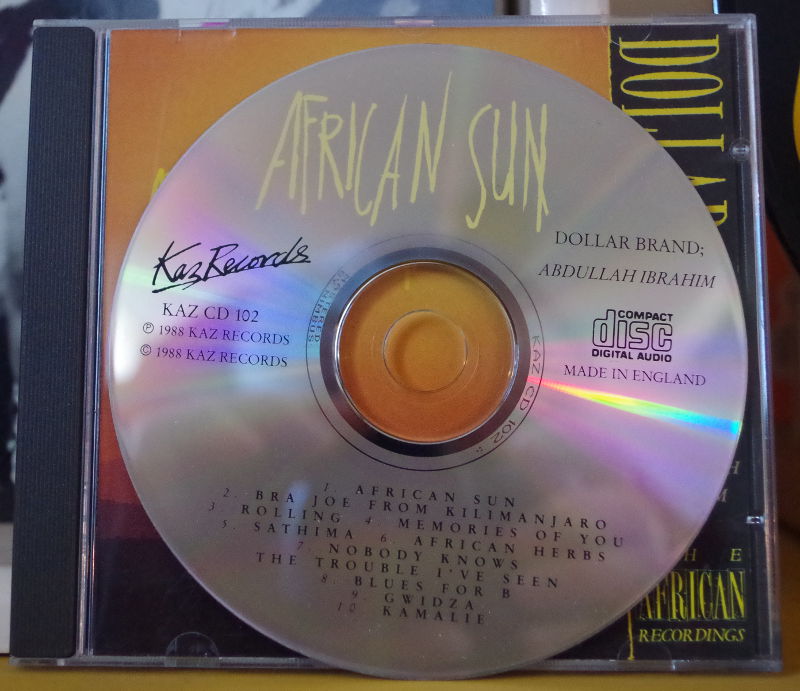 AFRICAN SUN
Kaz Records
KAZ CD 102
℗ 1988 KAZ RECORDS
© 1988 KAZ RECORDS
DOLLAR BRAND;
ABDULLAH IBRAHIM
COMPACT
disc
DIGITAL AUDIO
MADE IN ENGLAND
KAZ CD 102
1. AFRICAN SUN
2. BRA JOE FROM KILIMANJARO
3. ROLLING 4. MEMORIES OF YOU
5. SATHIMA 6. AFRICAN HERBS
7. NOBODY KNOWS
THE TROUBLE I'VE SEEN
8. BLUES FOR B
9. GWIDZA
10. KAMALIE
DOLLAR
HE
AFRICAN
RECORDINGS